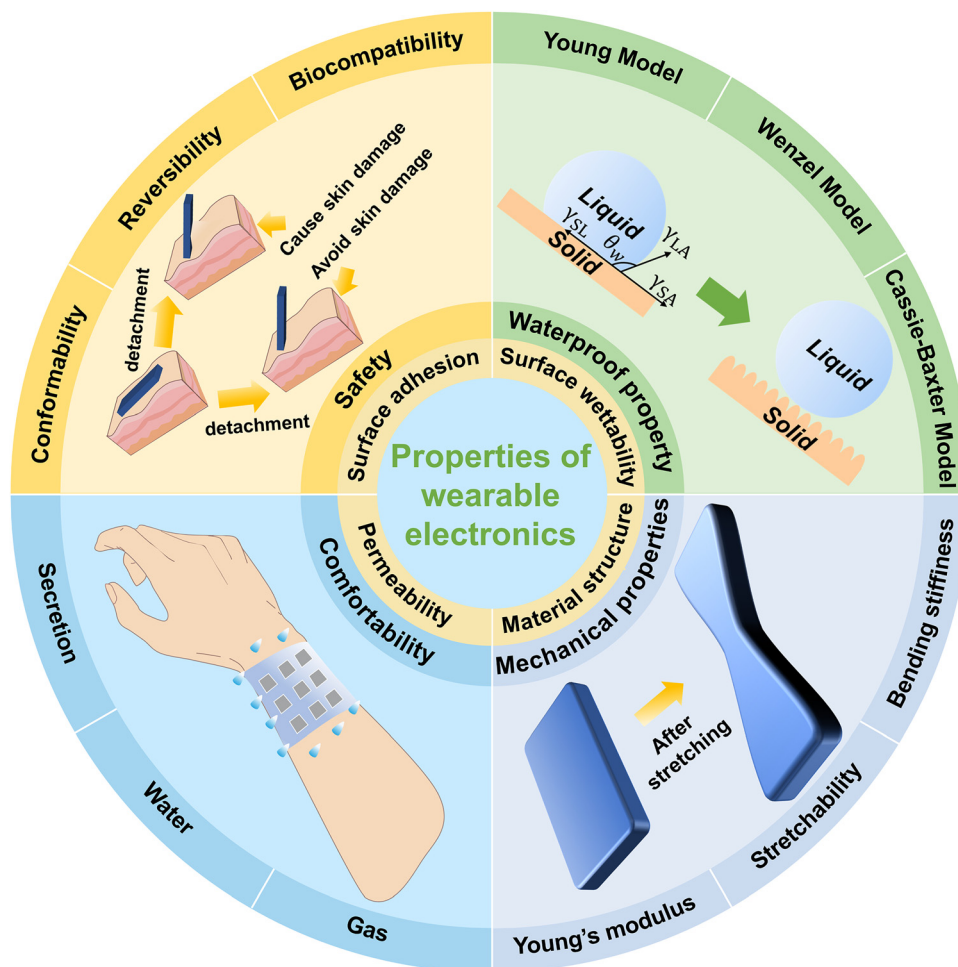 Properties of
wearable
electronics
Surface adhesion
Surface wettability
Material structure
Permeability
Safety
Waterproof property
Mechanical properties
Comfortability
Conformability
Reversibility
Biocompatibility
Cause skin damage
Avoid skin damage
detachment
detachment
Young Model
Wenzel Model
Cassie-Baxter Model
Liquid
Solid
γSL
θw
γLA
γSA
Liquid
Solid
Bending stiffness
Stretchability
Young's modulus
After
stretching
Secretion
Water
Gas